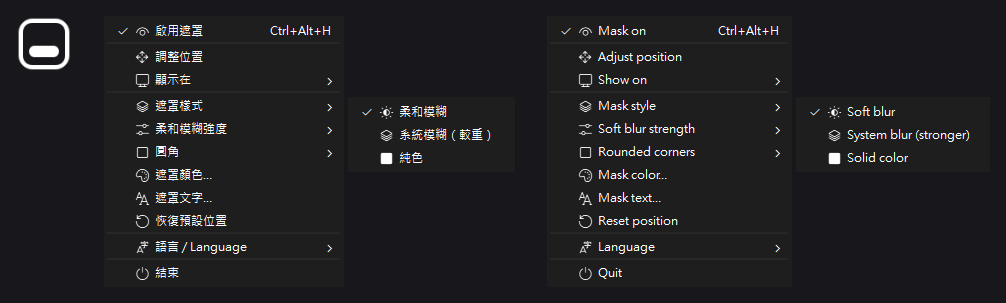 啟用遮罩 Ctrl+Alt+H
調整位置
顯示在
遮罩樣式
柔和模糊強度
圓角
遮罩顏色...
遮罩文字...
恢復預設位置
語言 / Language
結束
柔和模糊
系統模糊（較重）
純色
Mask on Ctrl+Alt+H
Adjust position
Show on
Mask style
Soft blur strength
Rounded corners
Mask color...
Mask text...
Reset position
Language
Quit
Soft blur
System blur (stronger)
Solid color